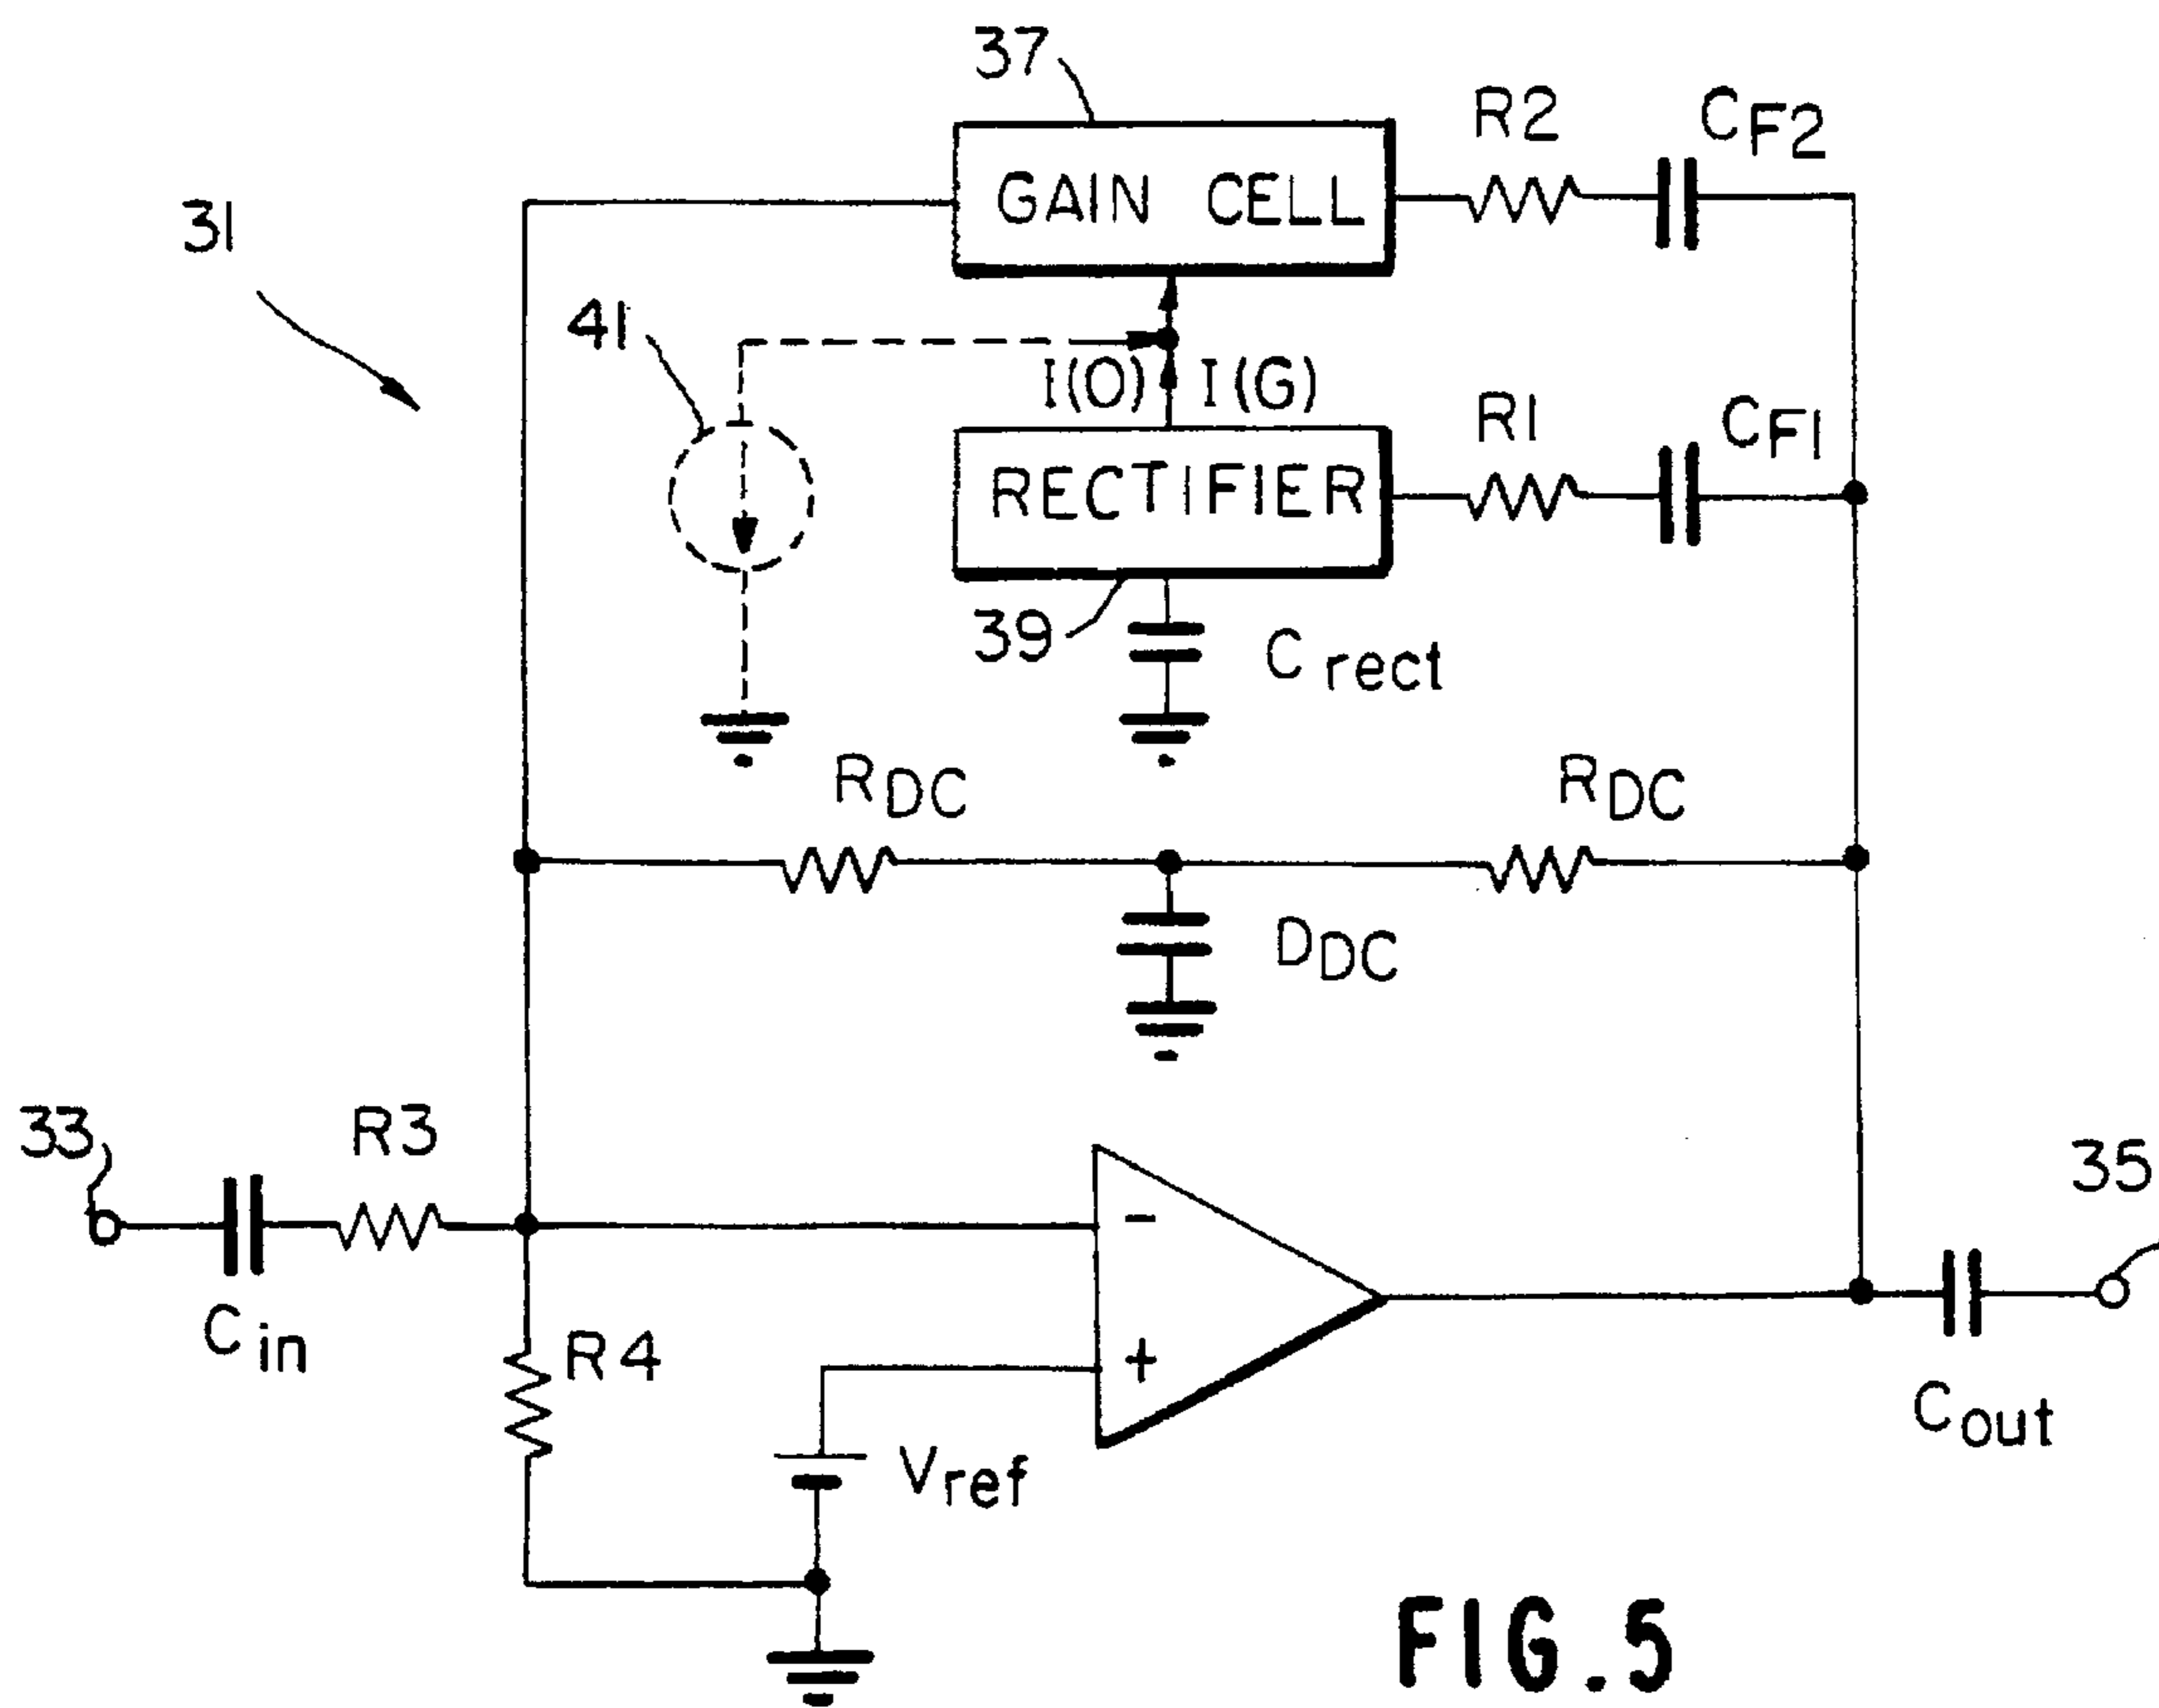 37
R2
CF2
GAIN CELL
31
41
I(O) I(G)
R1
CF1
RECTIFIER
39
C rect
RDC
RDC
DDC
33
R3
35
-
Cin
R4
+
Cout
Vref
FIG.5